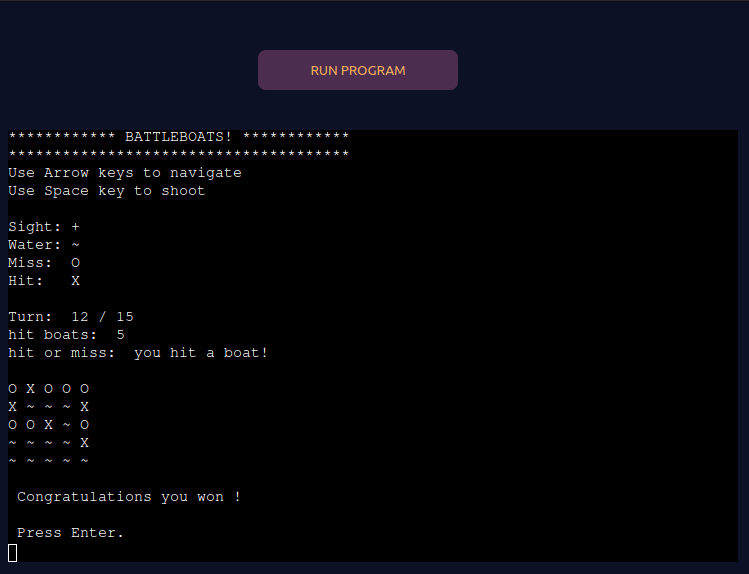 RUN PROGRAM
************ BATTLEBOATS! ************
**************************************
Use Arrow keys to navigate
Use Space key to shoot
Sight: +
Water: ~
Miss:  O
Hit:   X
Turn:  12 / 15
hit boats:  5
hit or miss:  you hit a boat!
O X O O O
X ~ ~ ~ X
O O X ~ O
~ ~ ~ ~ X
~ ~ ~ ~ ~
Congratulations you won !
Press Enter.